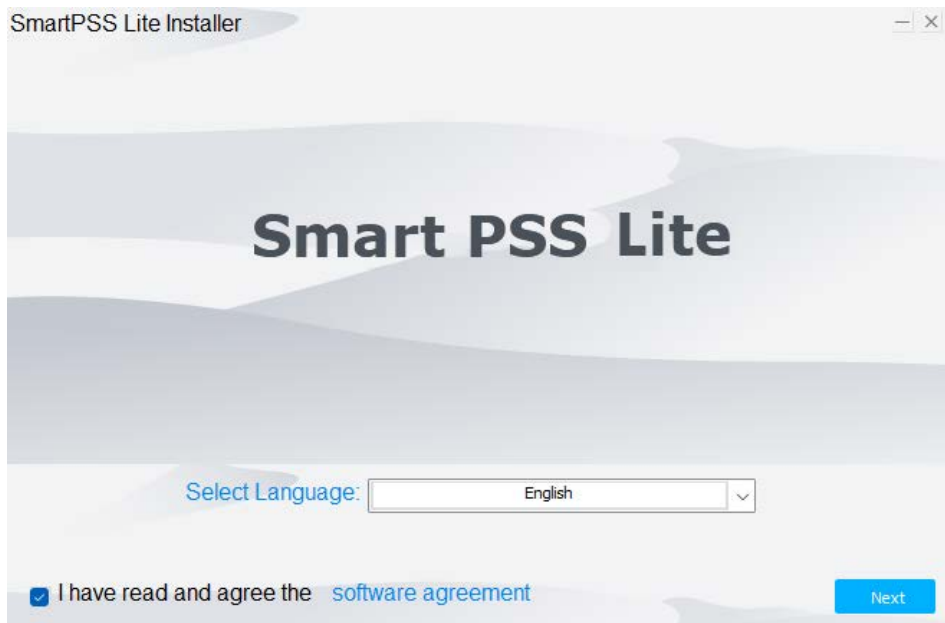 SmartPSS Lite Installer
Smart PSS Lite
Select Language: English
I have read and agree the software agreement
Next